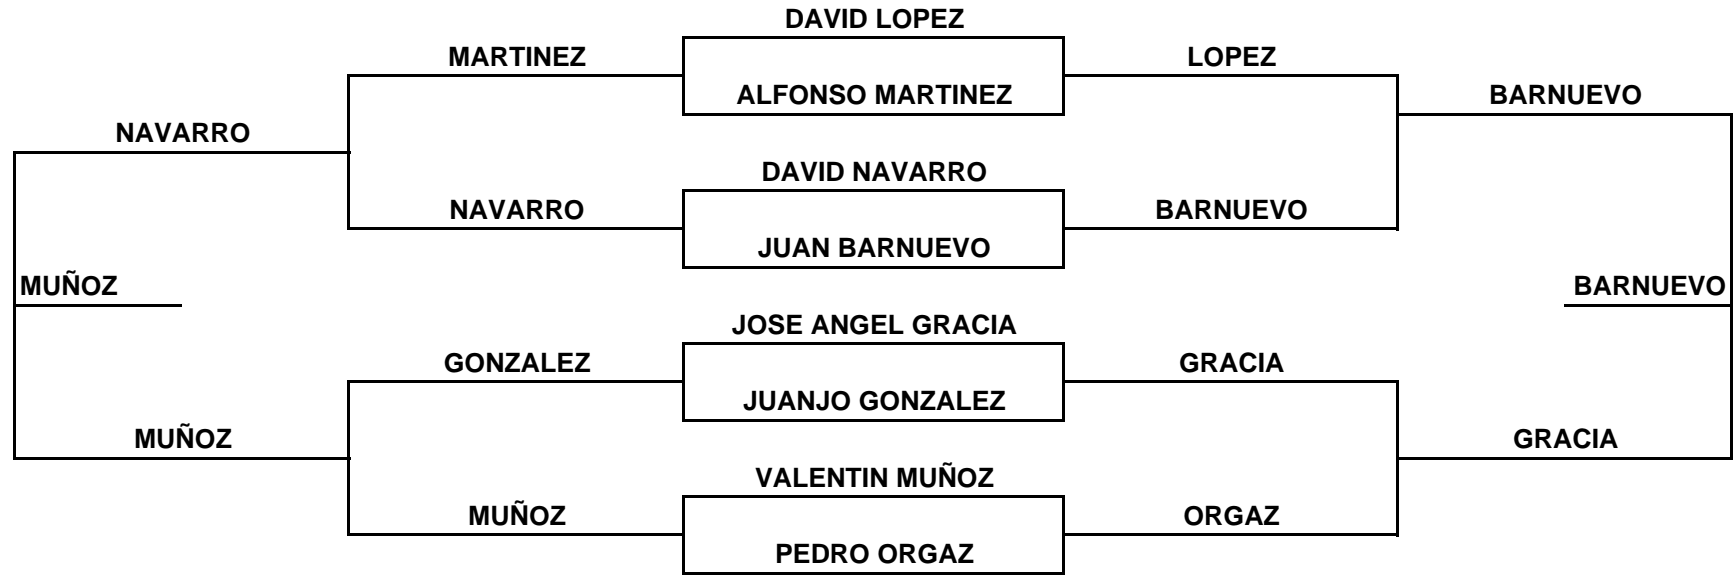 DAVID LOPEZ
MARTINEZ
LOPEZ
ALFONSO MARTINEZ
BARNUEVO
NAVARRO
DAVID NAVARRO
NAVARRO
BARNUEVO
JUAN BARNUEVO
MUÑOZ
BARNUEVO
JOSE ANGEL GRACIA
GONZALEZ
GRACIA
JUANJO GONZALEZ
MUÑOZ
GRACIA
VALENTIN MUÑOZ
MUÑOZ
ORGAZ
PEDRO ORGAZ